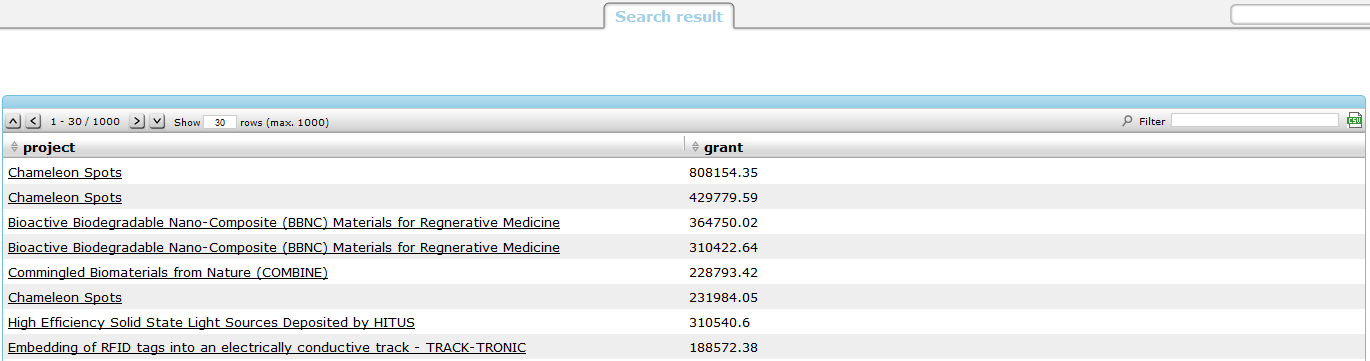 Search result
1 - 30 / 1000 Show 30 rows (max. 1000) Filter CSV
project grant
Chameleon Spots 808154.35
Chameleon Spots 429779.59
Bioactive Biodegradable Nano-Composite (BBNC) Materials for Regnerative Medicine 364750.02
Bioactive Biodegradable Nano-Composite (BBNC) Materials for Regnerative Medicine 310422.64
Commingled Biomaterials from Nature (COMBINE) 228793.42
Chameleon Spots 231984.05
High Efficiency Solid State Light Sources Deposited by HITUS 310540.6
Embedding of RFID tags into an electrically conductive track - TRACK-TRONIC 188572.38